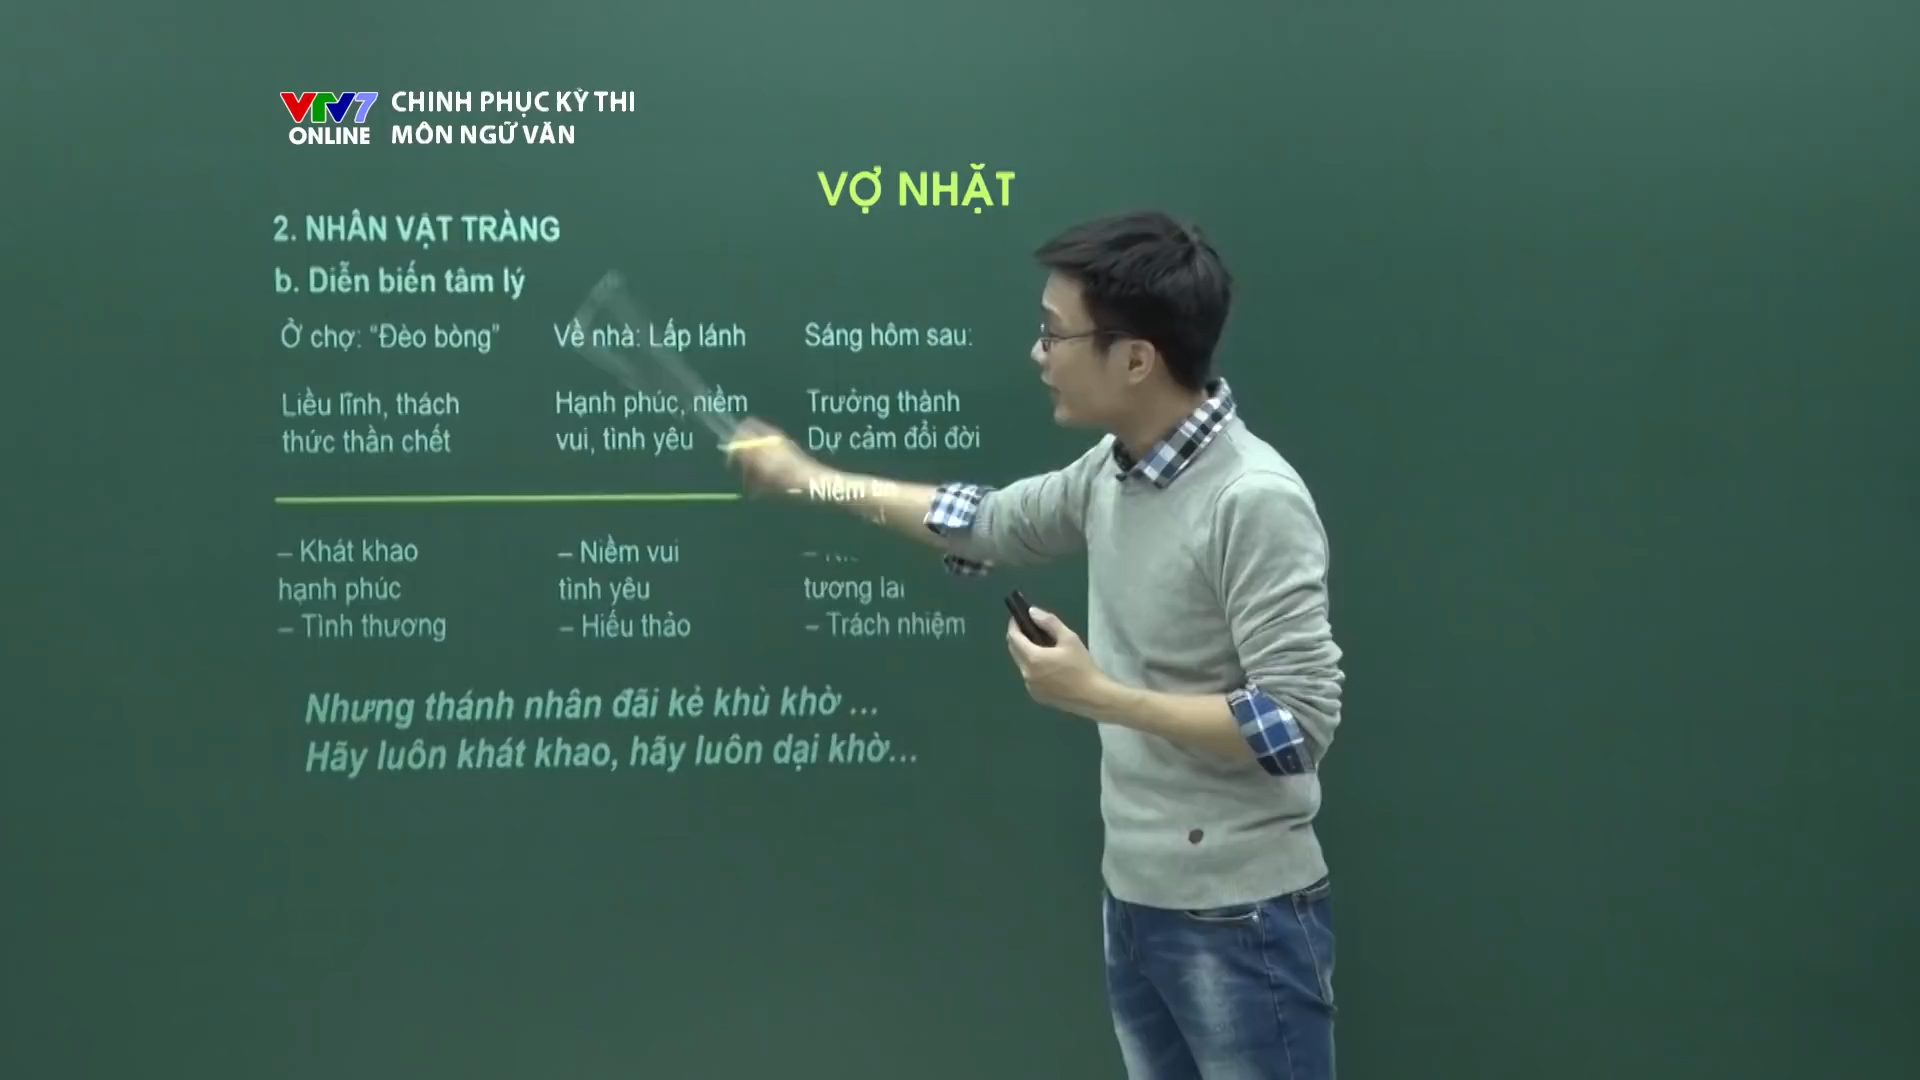 VTV7
ONLINE
CHINH PHỤC KỲ THI
MÔN NGỮ VĂN
VỢ NHẶT
2. NHÂN VẬT TRÀNG
b. Diễn biến tâm lý
Ở chợ: “Đèo bòng”
Về nhà: Lấp lánh
Sáng hôm sau:
Liều lĩnh, thách
thức thần chết
Hạnh phúc, niềm
vui, tình yêu
Trưởng thành
Dự cảm đổi đời
– Khát khao
hạnh phúc
– Tình thương
– Niềm vui
tình yêu
– Hiếu thảo
– Niềm
tương lai
– Trách nhiệm
Nhưng thánh nhân đãi kẻ khù khờ ...
Hãy luôn khát khao, hãy luôn dại khờ...